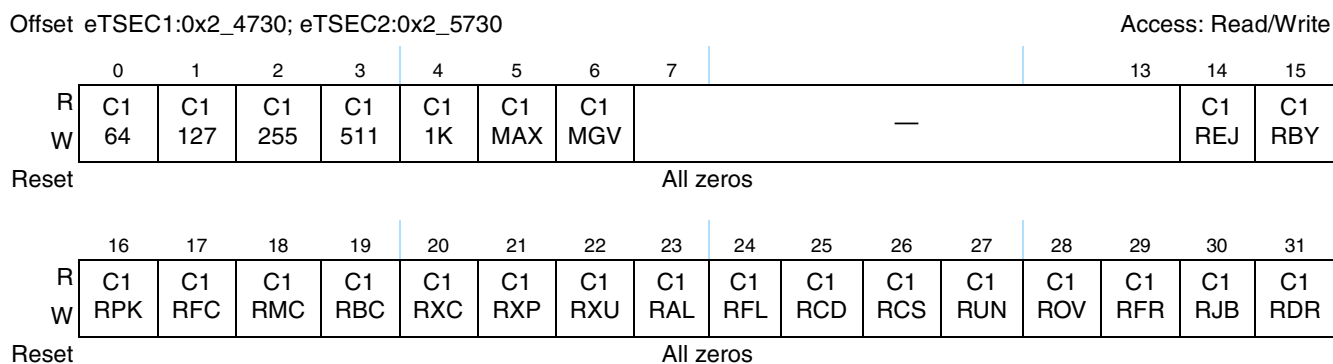 Offset eTSEC1:0x2_4730; eTSEC2:0x2_5730 Access: Read/Write
0 1 2 3 4 5 6 7 13 14 15
R C1 C1 C1 C1 C1 C1 C1 — C1 C1
W 64 127 255 511 1K MAX MGV REJ RBY
Reset All zeros
16 17 18 19 20 21 22 23 24 25 26 27 28 29 30 31
R C1 C1 C1 C1 C1 C1 C1 C1 C1 C1 C1 C1 C1 C1 C1 C1
W RPK RFC RMC RBC RXC RXP RXU RAL RFL RCD RCS RUN ROV RFR RJB RDR
Reset All zeros